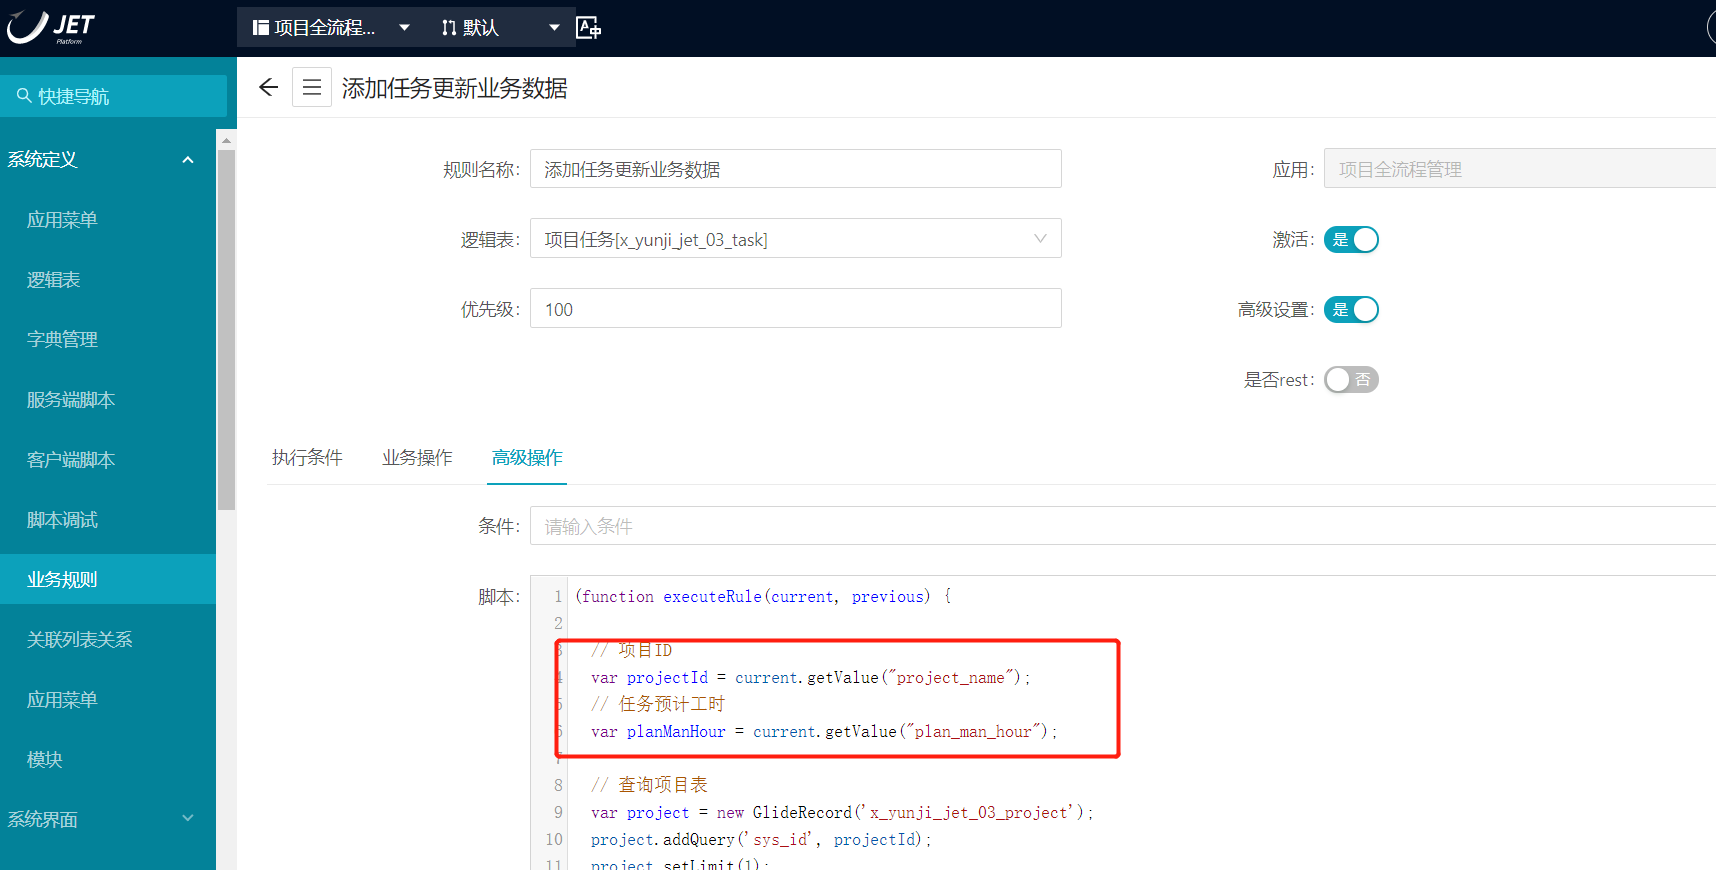 JET
Platform
项目全流程...
默认
快捷导航
添加任务更新业务数据
系统定义
应用菜单
逻辑表
字典管理
服务端脚本
客户端脚本
脚本调试
业务规则
关联列表关系
应用菜单
模块
系统界面
规则名称:
添加任务更新业务数据
应用:
项目全流程管理
逻辑表:
项目任务[x_yunji_jet_03_task]
激活:
是
优先级:
100
高级设置:
是
是否rest:
否
执行条件
业务操作
高级操作
条件:
请输入条件
脚本:
1 (function executeRule(current, previous) {
2
3 // 项目ID
4 var projectId = current.getValue("project_name");
5 // 任务预计工时
6 var planManHour = current.getValue("plan_man_hour");
7
8 // 查询项目表
9 var project = new GlideRecord('x_yunji_jet_03_project');
10 project.addQuery('sys_id', projectId);
11 project.setLimit(1);